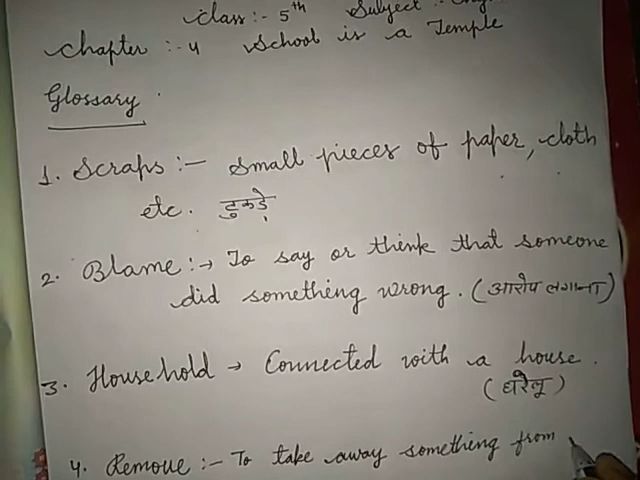 class :- 5th Subject :-
chapter :- 4 School is a Temple
Glossary
1. Scraps :- Small pieces of paper, cloth
etc. टुकड़े
2. Blame :→ To say or think that someone
did something wrong. (आरोप लगाना)
3. Household → Connected with a house.
(घरेलू)
4. Remove :- To take away something from